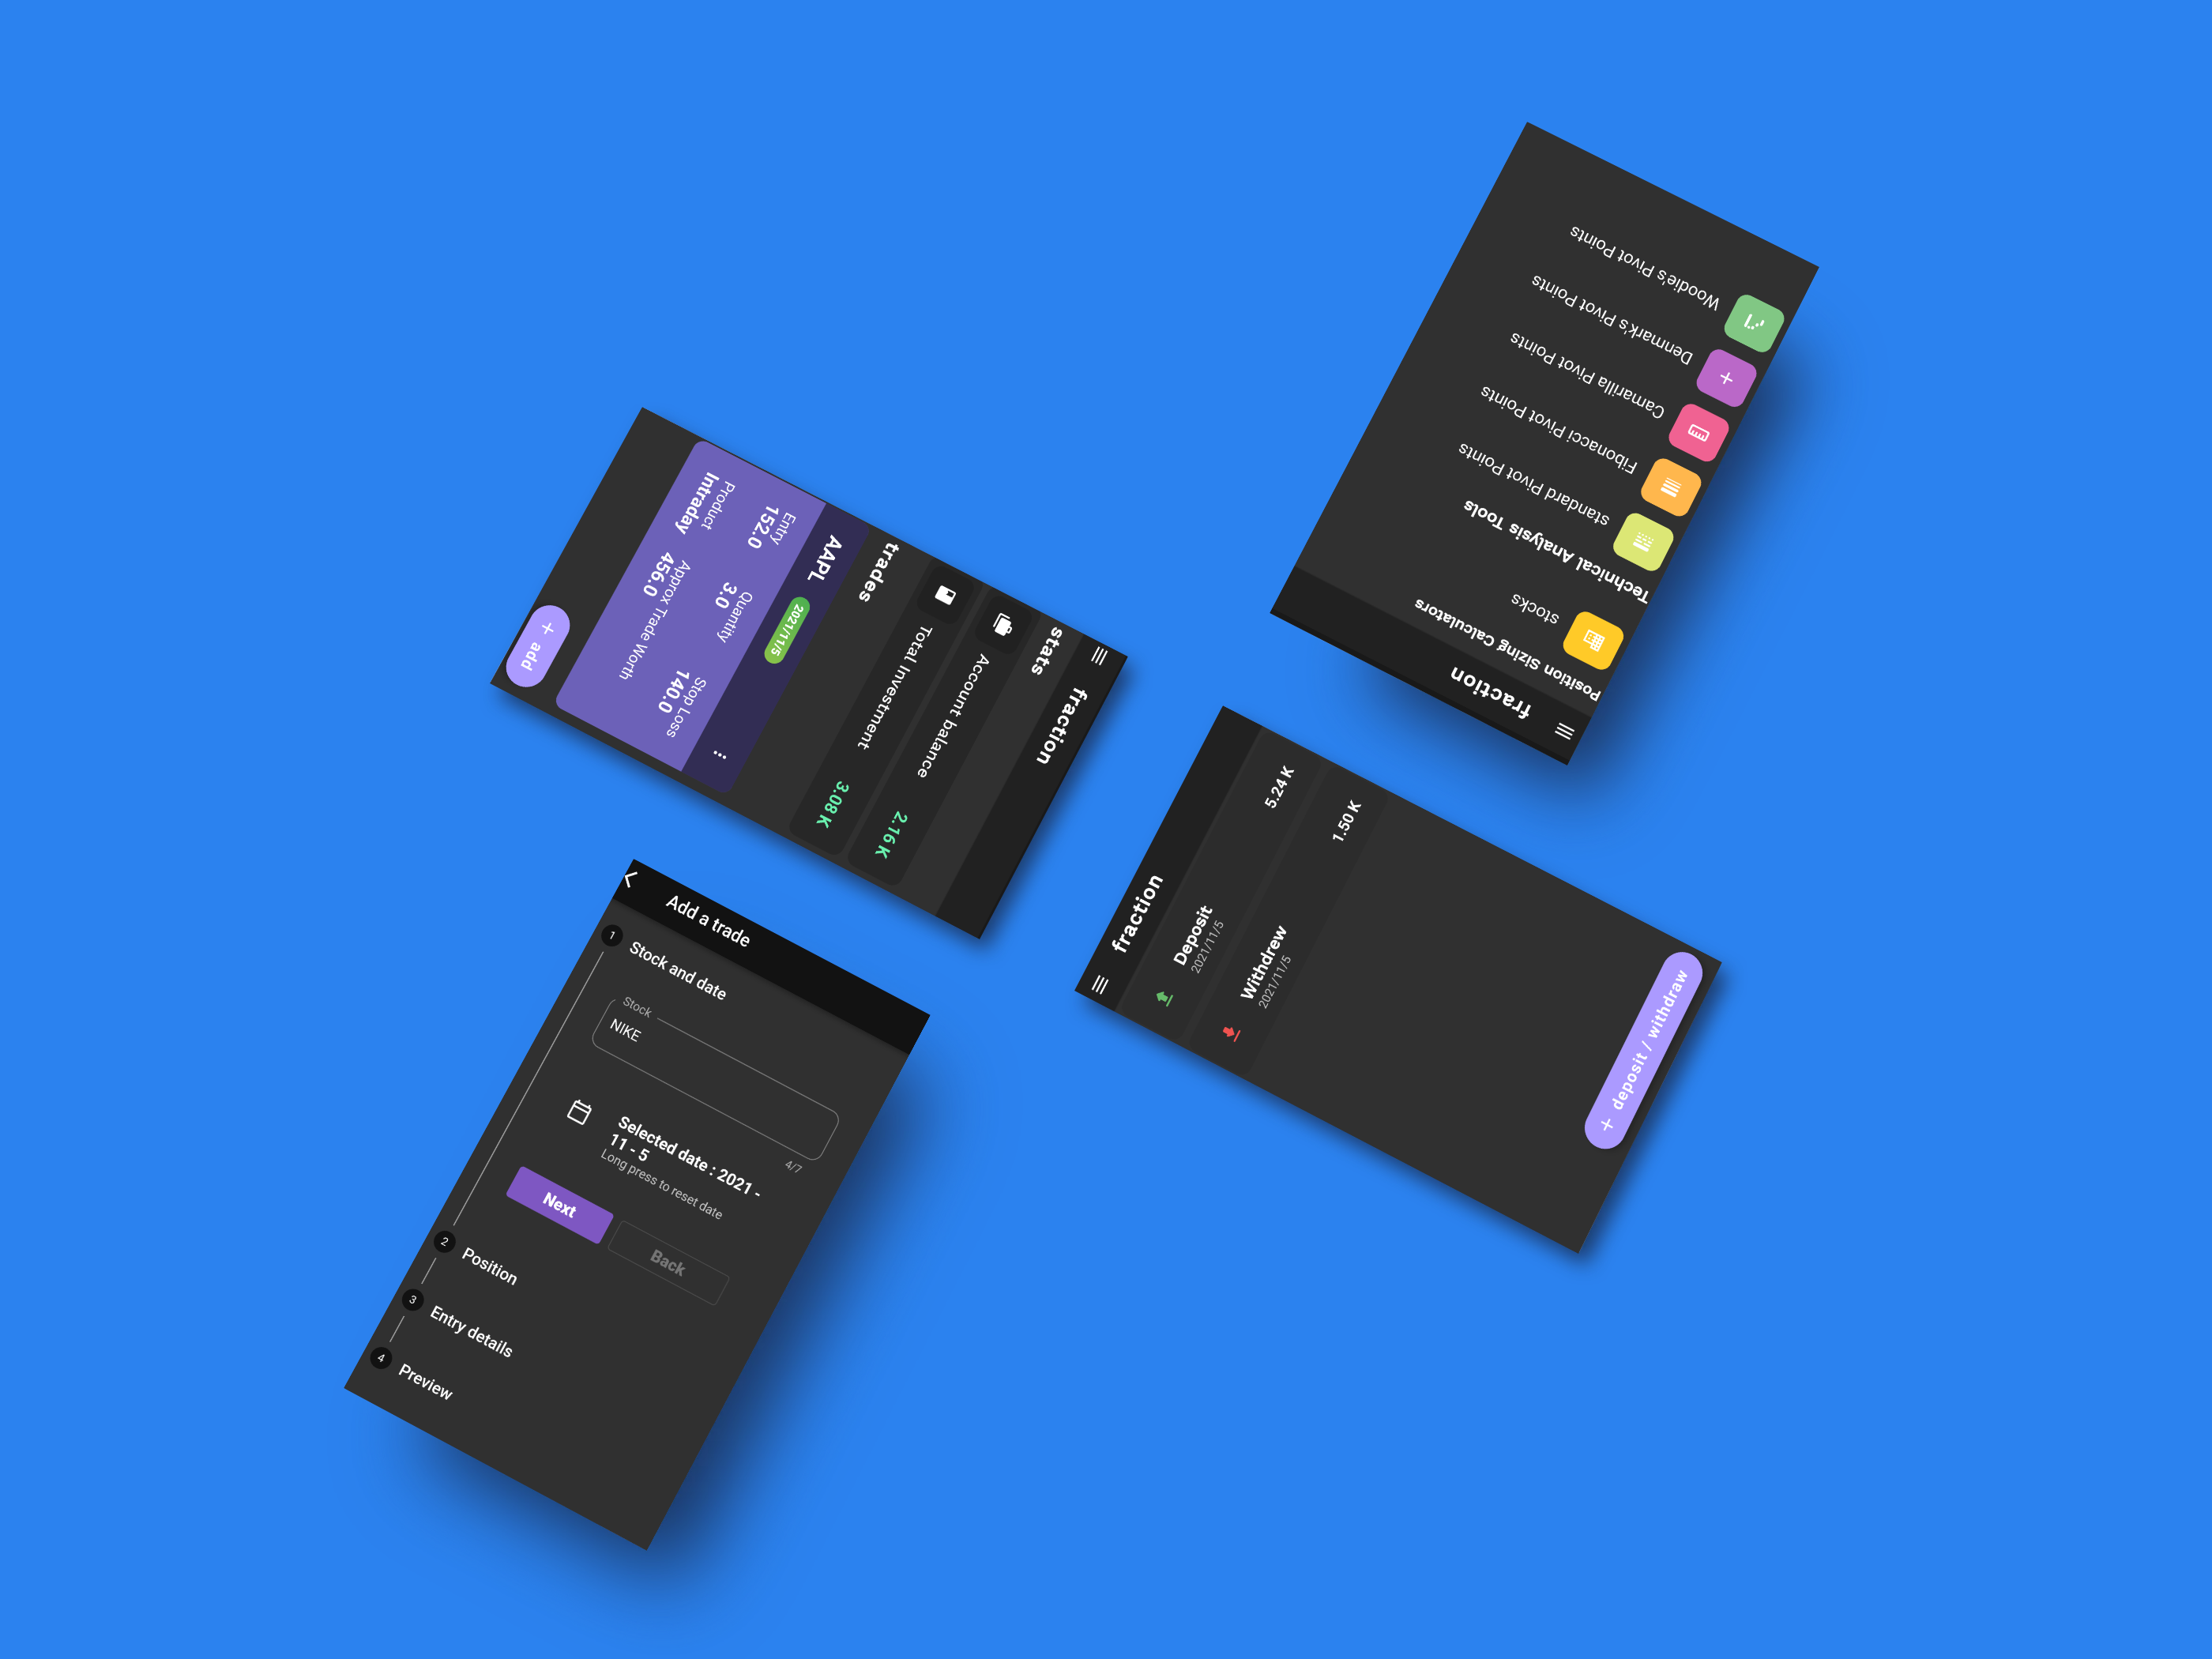 fraction
stats
Account balance
2.16 K
Total Investment
3.08 K
trades
AAPL
2021/11/5
Entry
152.0
Quantity
3.0
Stop Loss
140.0
Product
Intraday
Approx Trade Worth
456.0
+ add
fraction
Position Sizing Calculators
stocks
Technical Analysis Tools
standard Pivot Points
Fibonacci Pivot Points
Camarilla Pivot Points
Denmark's Pivot Points
Woodie's Pivot Points
Add a trade
1 Stock and date
Stock
NIKE
4/7
Selected date : 2021 -
11 - 5
Long press to reset date
Next
Back
2 Position
3 Entry details
4 Preview
fraction
Deposit
2021/11/5
5.24 K
Withdrew
2021/11/5
1.50 K
+ deposit / withdraw